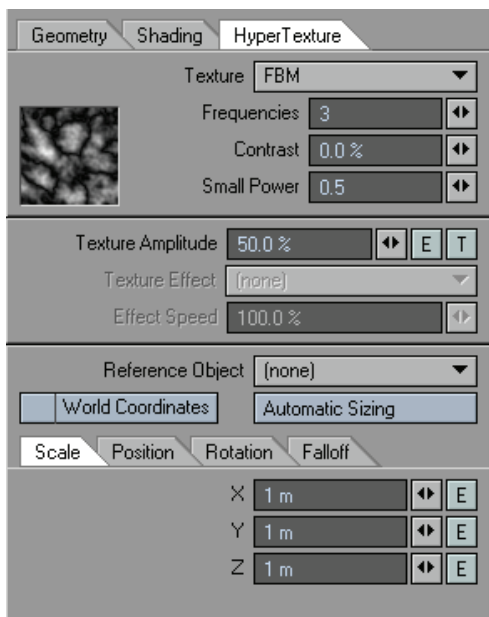 Geometry Shading HyperTexture
Texture FBM
Frequencies 3
Contrast 0.0 %
Small Power 0.5
Texture Amplitude 50.0 % E T
Texture Effect (none)
Effect Speed 100.0 %
Reference Object (none)
World Coordinates Automatic Sizing
Scale Position Rotation Falloff
X 1 m E
Y 1 m E
Z 1 m E